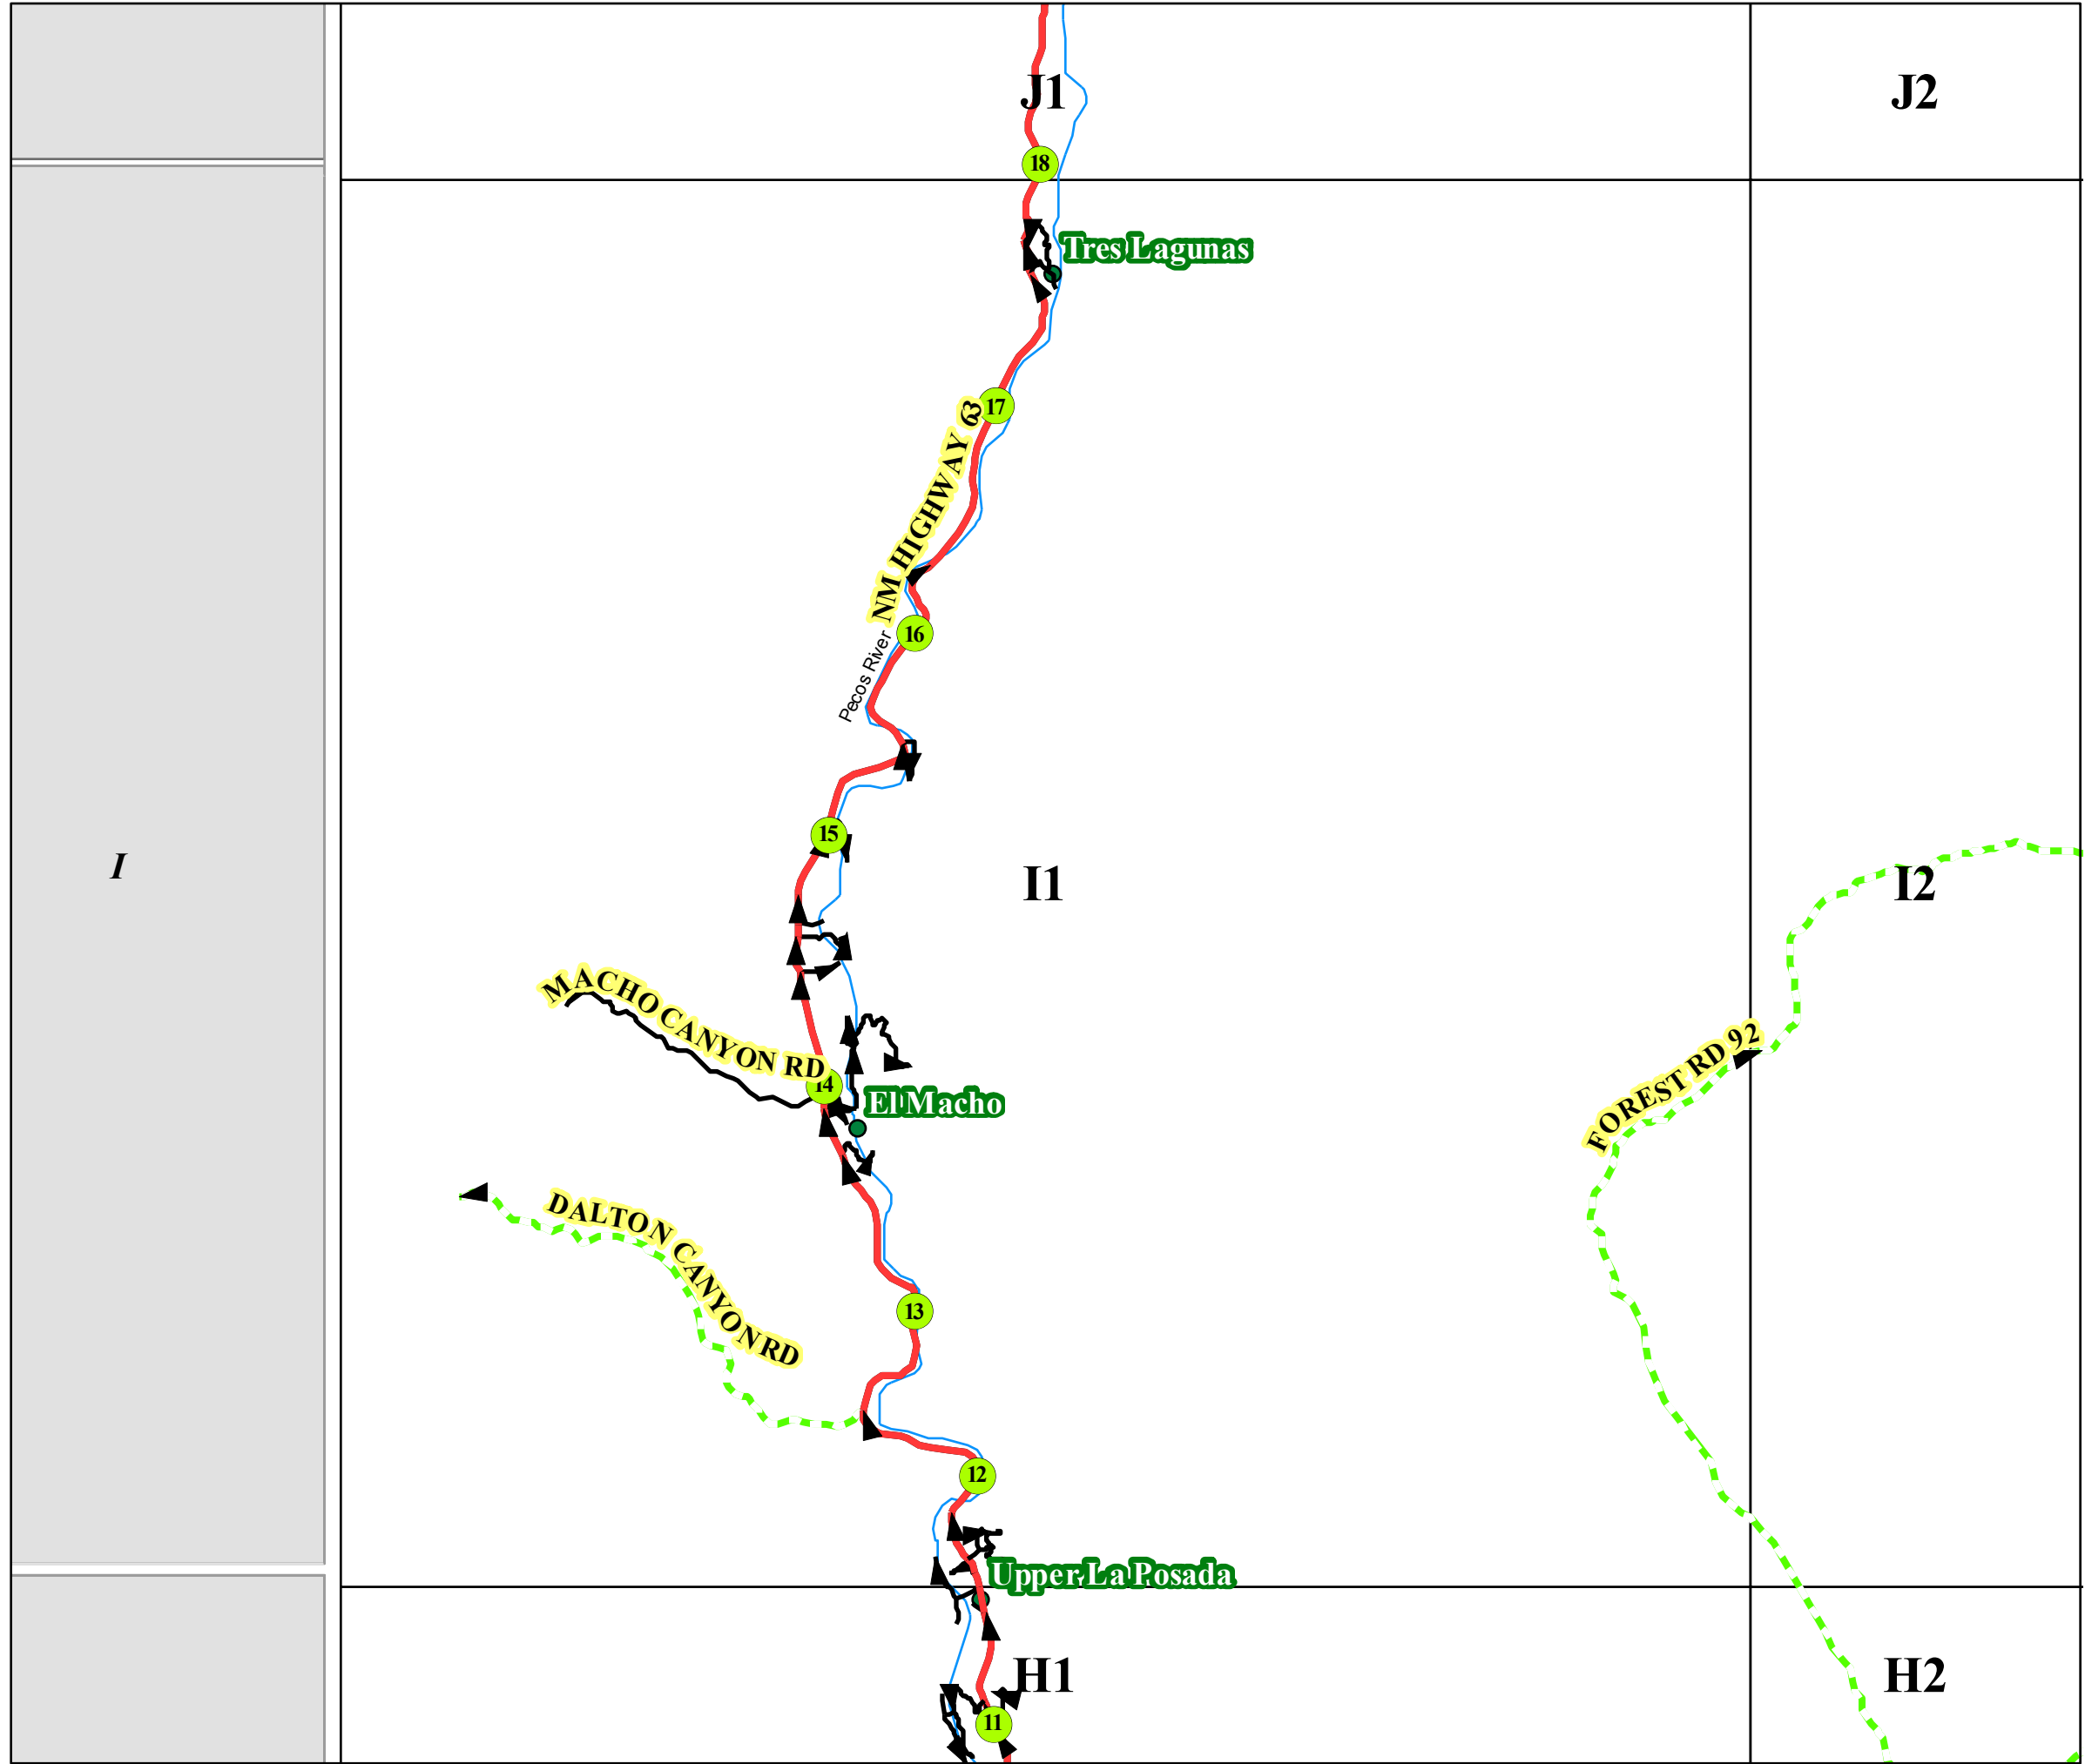 J1
J2
18
Tres Lagunas
17
NM HIGHWAY 63
16
Pecos River
15
I
I1
I2
MACHO CANYON RD
14
El Macho
FOREST RD 92
DALTON CANYON RD
13
12
Upper La Posada
H1
H2
11